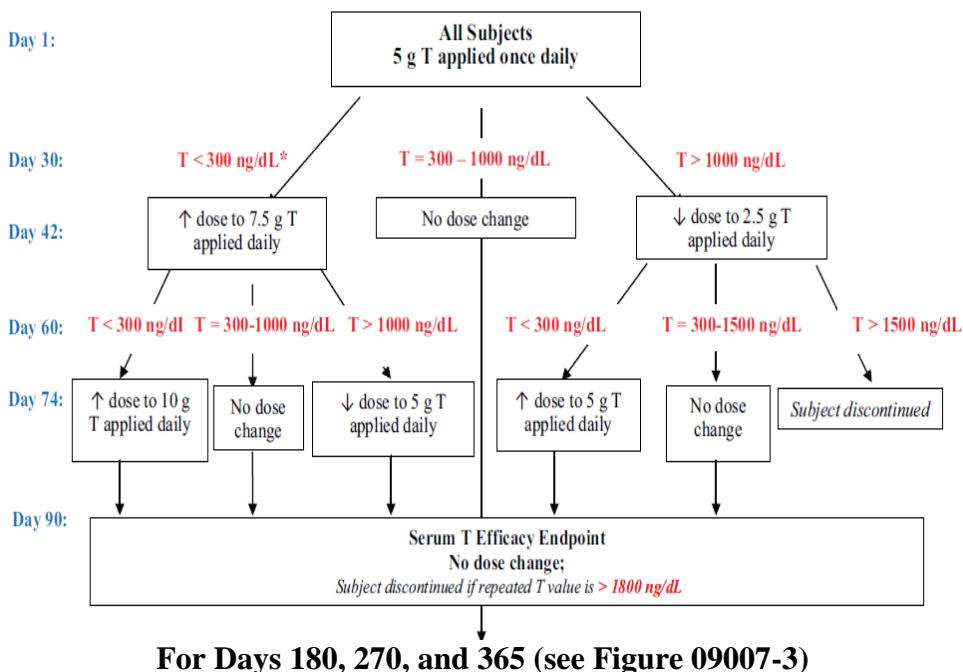 Day 1:
All Subjects
5 g T applied once daily
Day 30:
T < 300 ng/dL*
T = 300 – 1000 ng/dL
T > 1000 ng/dL
Day 42:
↑ dose to 7.5 g T
applied daily
No dose change
↓ dose to 2.5 g T
applied daily
Day 60:
T < 300 ng/dl
T = 300-1000 ng/dL
T > 1000 ng/dL
T < 300 ng/dL
T = 300-1500 ng/dL
T > 1500 ng/dL
Day 74:
↑ dose to 10 g
T applied daily
No dose
change
↓ dose to 5 g T
applied daily
↑ dose to 5 g T
applied daily
No dose
change
Subject discontinued
Day 90:
Serum T Efficacy Endpoint
No dose change;
Subject discontinued if repeated T value is > 1800 ng/dL
For Days 180, 270, and 365 (see Figure 09007-3)